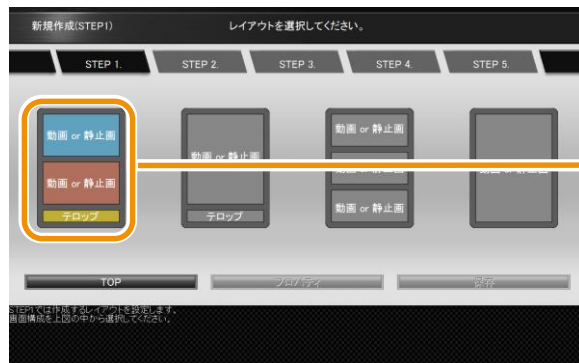 新規作成(STEP1)
レイアウトを選択してください。
STEP 1.
STEP 2.
STEP 3.
STEP 4.
STEP 5.
動画 or 静止画
動画 or 静止画
テロップ
動画 or 静止画
テロップ
動画 or 静止画
動画 or 静止画
TOP
プロパティ
保存
STEP1では作成するレイアウトを設定します。
画面構成を上図の中から選択してください。